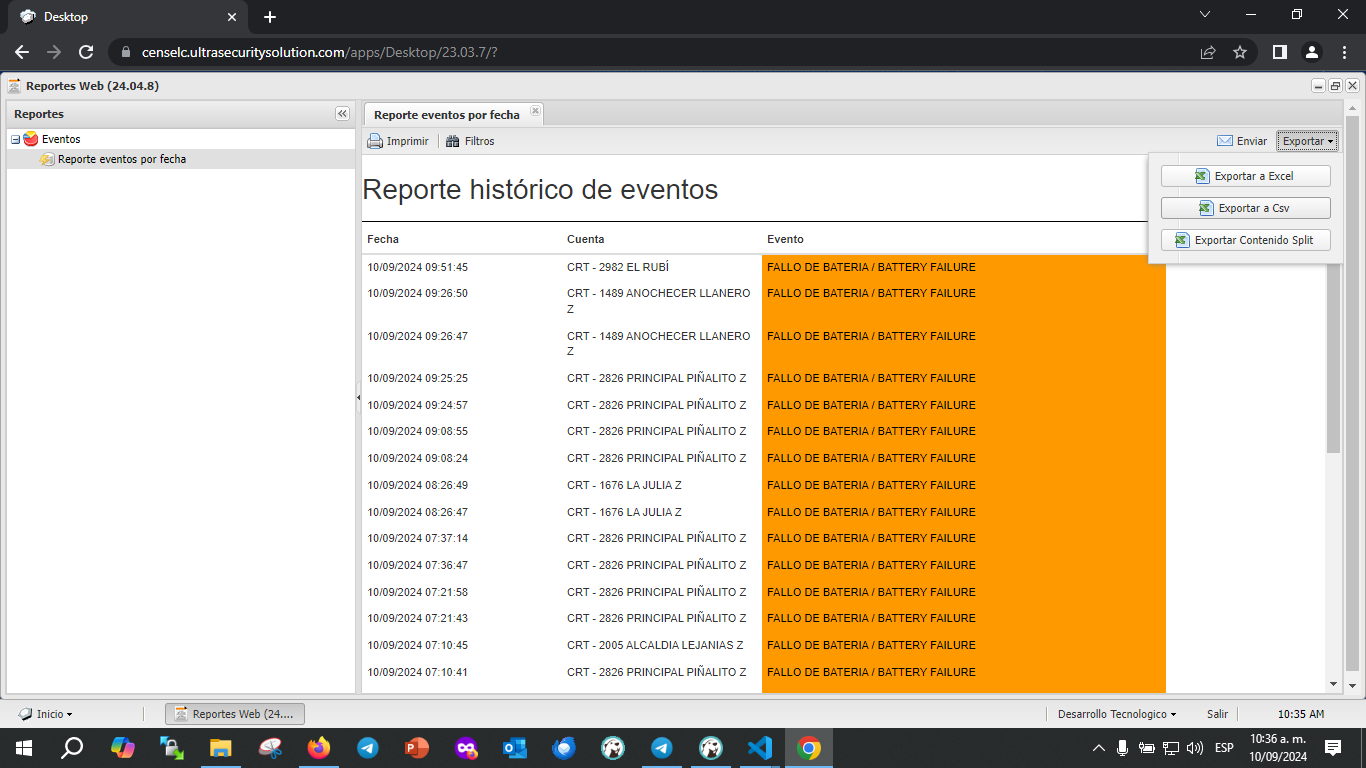 Desktop
censelc.ultrasecuritysolution.com/apps/Desktop/23.03.7/?
Reportes Web (24.04.8)
Reportes
Eventos
Reporte eventos por fecha
Reporte eventos por fecha
Imprimir
Filtros
Enviar
Exportar
Exportar a Excel
Exportar a Csv
Exportar Contenido Split
Reporte histórico de eventos
Fecha Cuenta Evento
10/09/2024 09:51:45 CRT - 2982 EL RUBÍ FALLO DE BATERIA / BATTERY FAILURE
10/09/2024 09:26:50 CRT - 1489 ANOCHECER LLANERO FALLO DE BATERIA / BATTERY FAILURE
Z
10/09/2024 09:26:47 CRT - 1489 ANOCHECER LLANERO FALLO DE BATERIA / BATTERY FAILURE
Z
10/09/2024 09:25:25 CRT - 2826 PRINCIPAL PIÑALITO Z FALLO DE BATERIA / BATTERY FAILURE
10/09/2024 09:24:57 CRT - 2826 PRINCIPAL PIÑALITO Z FALLO DE BATERIA / BATTERY FAILURE
10/09/2024 09:08:55 CRT - 2826 PRINCIPAL PIÑALITO Z FALLO DE BATERIA / BATTERY FAILURE
10/09/2024 09:08:24 CRT - 2826 PRINCIPAL PIÑALITO Z FALLO DE BATERIA / BATTERY FAILURE
10/09/2024 08:26:49 CRT - 1676 LA JULIA Z FALLO DE BATERIA / BATTERY FAILURE
10/09/2024 08:26:47 CRT - 1676 LA JULIA Z FALLO DE BATERIA / BATTERY FAILURE
10/09/2024 07:37:14 CRT - 2826 PRINCIPAL PIÑALITO Z FALLO DE BATERIA / BATTERY FAILURE
10/09/2024 07:36:47 CRT - 2826 PRINCIPAL PIÑALITO Z FALLO DE BATERIA / BATTERY FAILURE
10/09/2024 07:21:58 CRT - 2826 PRINCIPAL PIÑALITO Z FALLO DE BATERIA / BATTERY FAILURE
10/09/2024 07:21:43 CRT - 2826 PRINCIPAL PIÑALITO Z FALLO DE BATERIA / BATTERY FAILURE
10/09/2024 07:10:45 CRT - 2005 ALCALDIA LEJANIAS Z FALLO DE BATERIA / BATTERY FAILURE
10/09/2024 07:10:41 CRT - 2826 PRINCIPAL PIÑALITO Z FALLO DE BATERIA / BATTERY FAILURE
Inicio
Reportes Web (24....
Desarrollo Tecnologico
Salir
10:35 AM
ESP
10:36 a. m.
10/09/2024